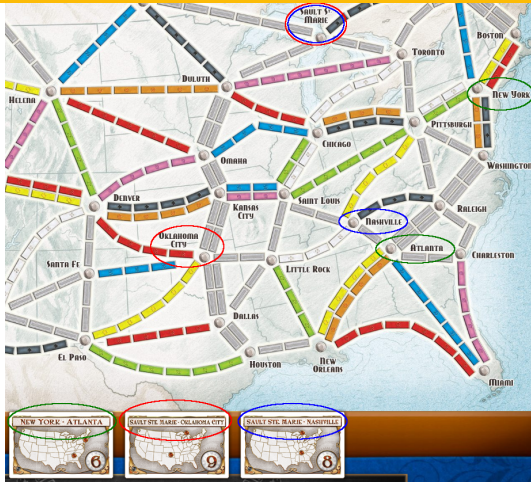 SAULT ST.
MARIE
BOSTON
TORONTO
DULUTH
HELENA
NEW YORK
PITTSBURGH
CHICAGO
OMAHA
WASHINGTON
DENVER
KANSAS
CITY
SAINT LOUIS
RALEIGH
NASHVILLE
OKLAHOMA
CITY
ATLANTA
SANTA FE
LITTLE ROCK
CHARLESTON
DALLAS
EL PASO
HOUSTON
NEW
ORLEANS
MIAMI
NEW YORK - ATLANTA
6
SAULT STE. MARIE - OKLAHOMA CITY
9
SAULT STE. MARIE - NASHVILLE
8